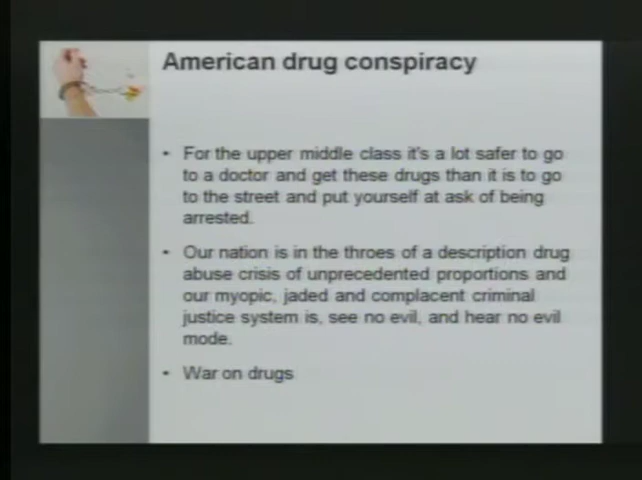 American drug conspiracy
• For the upper middle class it's a lot safer to go
to a doctor and get these drugs than it is to go
to the street and put yourself at ask of being
arrested.
• Our nation is in the throes of a description drug
abuse crisis of unprecedented proportions and
our myopic, jaded and complacent criminal
justice system is, see no evil, and hear no evil
mode.
• War on drugs